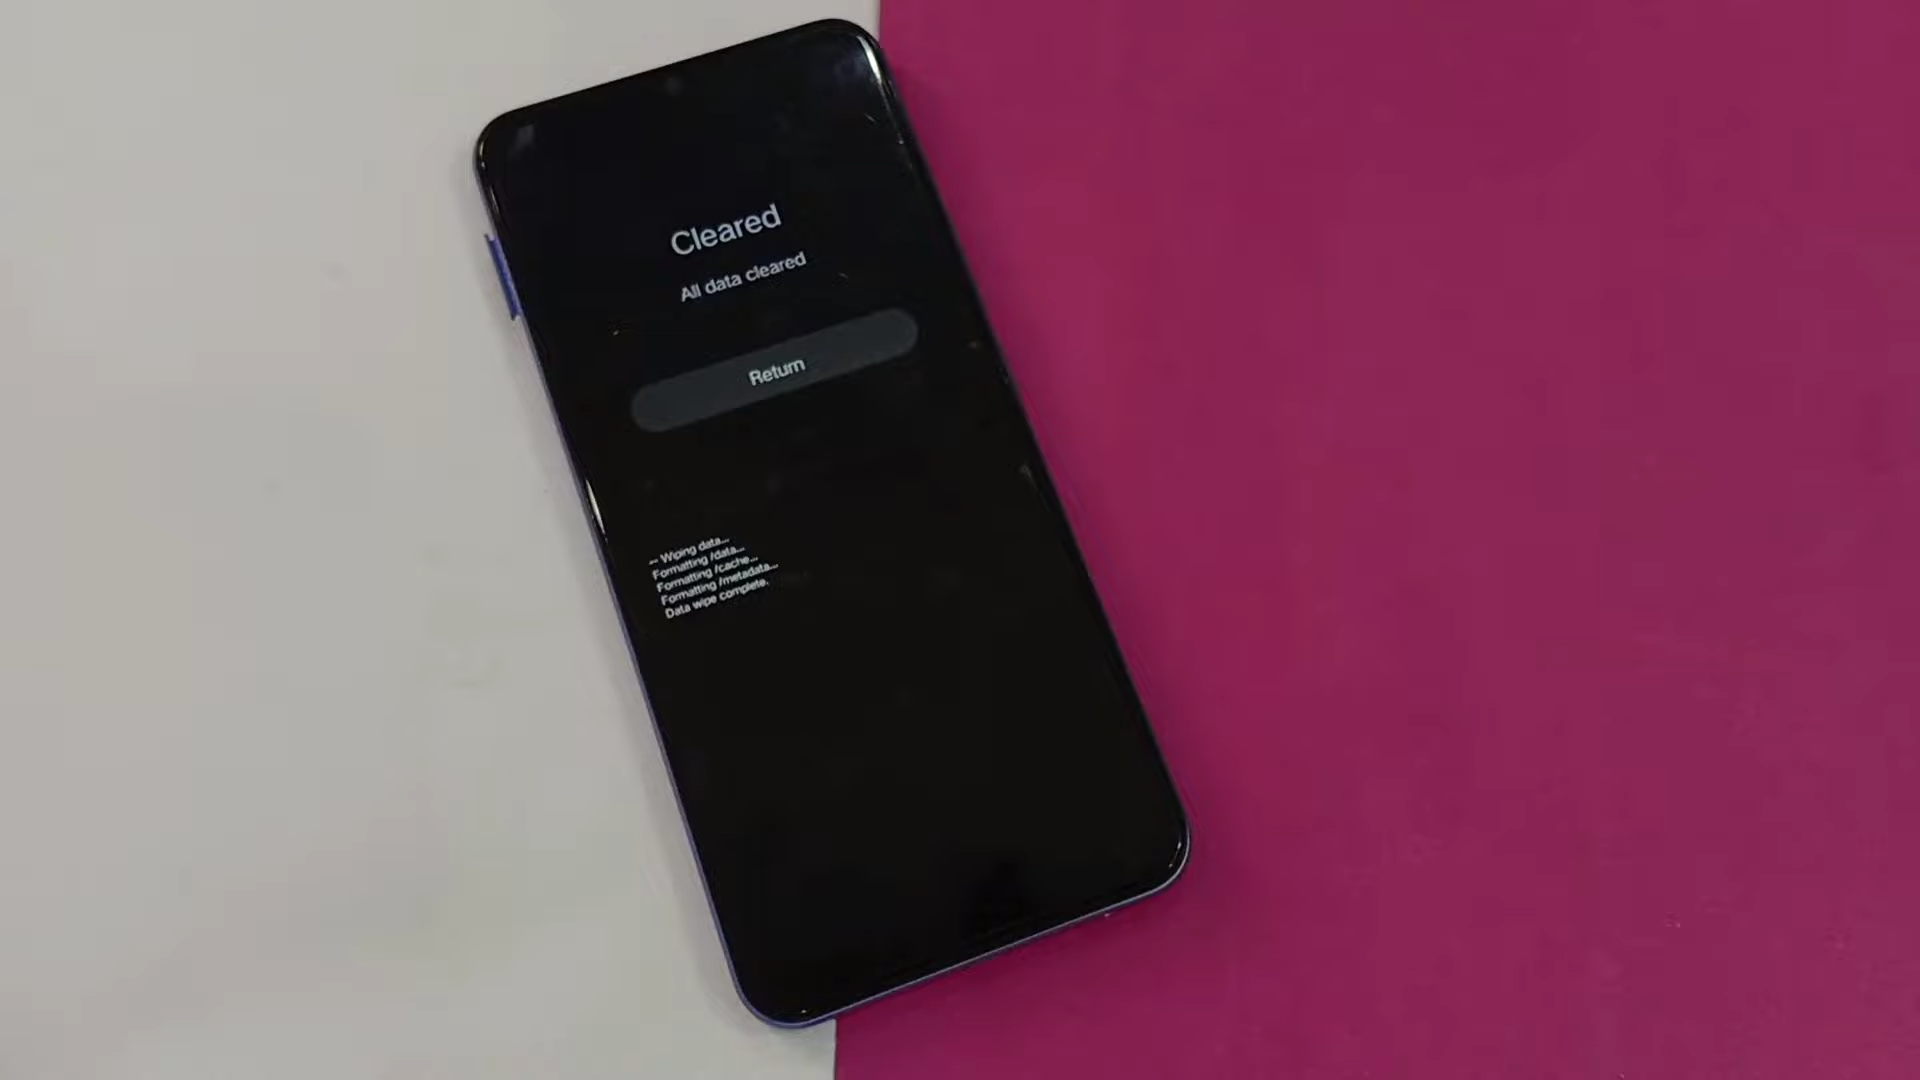 Cleared
All data cleared
Return
-- Wiping data...
Formatting /data...
Formatting /cache...
Formatting /metadata...
Data wipe complete.